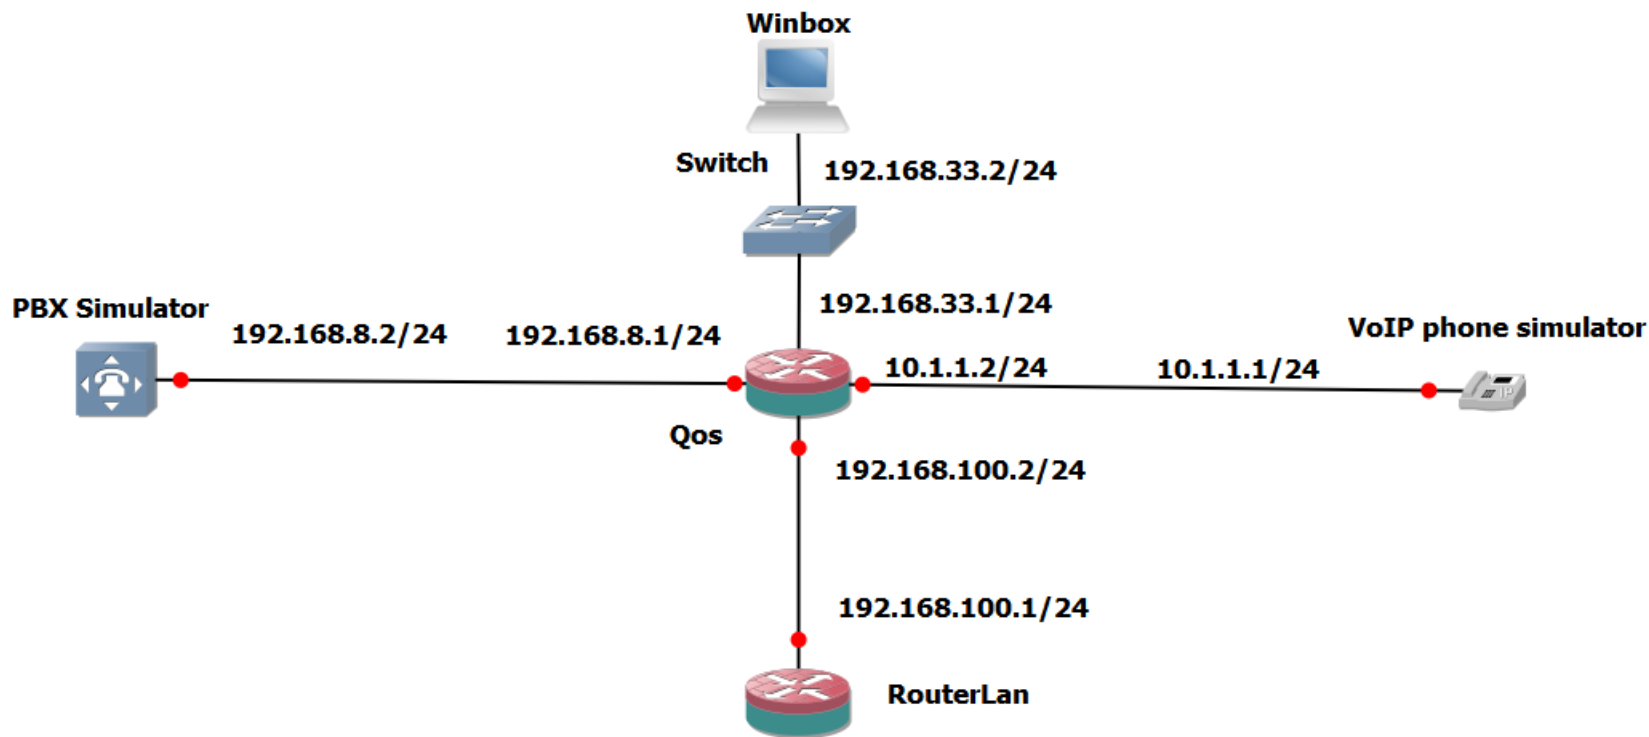 Winbox
Switch
192.168.33.2/24
192.168.33.1/24
PBX Simulator
192.168.8.2/24
192.168.8.1/24
VoIP phone simulator
10.1.1.2/24
10.1.1.1/24
IP
Qos
192.168.100.2/24
192.168.100.1/24
RouterLan